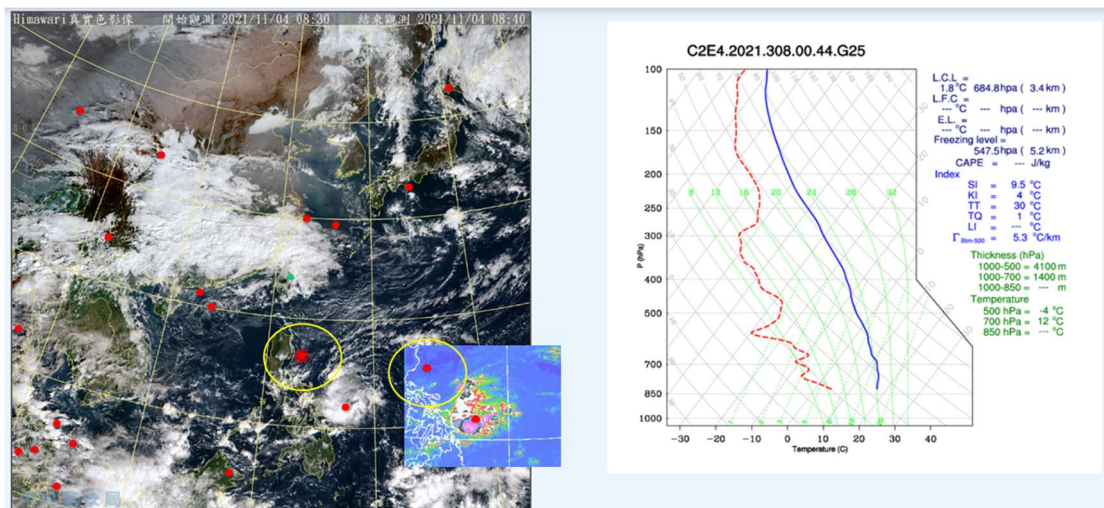 Himawari真實色影像 開始觀測 2021/11/04 08:30 結束觀測 2021/11/04 08:40
C2E4.2021.308.00.44.G25
L.C.L =
1.8°C 684.8hpa ( 3.4km )
L.F.C =
---°C --- hpa ( ---km )
E.L. =
---°C --- hpa ( ---km )
Freezing level =
547.5hpa ( 5.2km )
CAPE = --- J/kg
Index
SI = 9.5 °C
KI = 4 °C
TT = 30 °C
TQ = 1 °C
LI = --- °C
Γ Btm-500 = 5.3 °C/km
Thickness (hPa)
1000-500 = 4100 m
1000-700 = 1400 m
1000-850 = --- m
Temperature
500 hPa = -4 °C
700 hPa = 12 °C
850 hPa = --- °C
P (hPa)
100
150
200
250
300
400
500
700
850
1000
8 12 16 20 24 28 32
-30 -20 -10 0 10 20 30 40
Temperature (C)